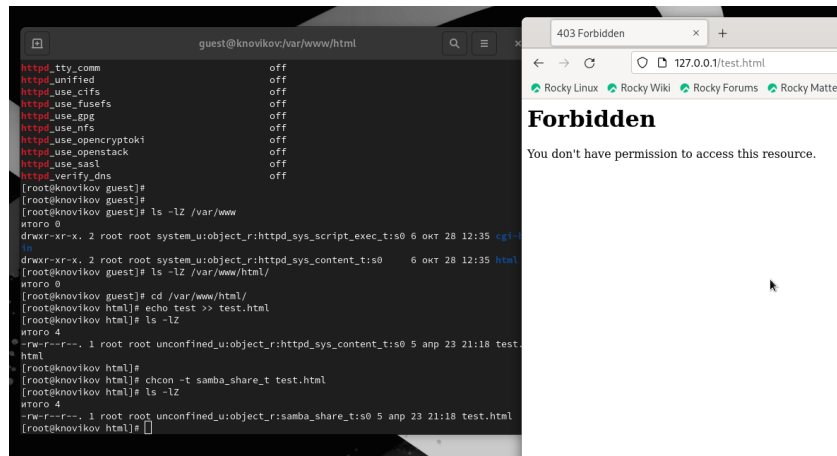 guest@knovikov:/var/www/html
httpd_tty_comm off
httpd_unified off
httpd_use_cifs off
httpd_use_fusefs off
httpd_use_gpg off
httpd_use_nfs off
httpd_use_opencryptoki off
httpd_use_openstack off
httpd_use_sasl off
httpd_verify_dns off
[root@knovikov guest]#
[root@knovikov guest]#
[root@knovikov guest]# ls -lZ /var/www
итого 0
drwxr-xr-x. 2 root root system_u:object_r:httpd_sys_script_exec_t:s0 6 окт 28 12:35 cgi-b
in
drwxr-xr-x. 2 root root system_u:object_r:httpd_sys_content_t:s0 6 окт 28 12:35 html
[root@knovikov guest]# ls -lZ /var/www/html/
итого 0
[root@knovikov guest]# cd /var/www/html/
[root@knovikov html]# echo test >> test.html
[root@knovikov html]# ls -lZ
итого 4
-rw-r--r--. 1 root root unconfined_u:object_r:httpd_sys_content_t:s0 5 апр 23 21:18 test.
html
[root@knovikov html]#
[root@knovikov html]# chcon -t samba_share_t test.html
[root@knovikov html]# ls -lZ
итого 4
-rw-r--r--. 1 root root unconfined_u:object_r:samba_share_t:s0 5 апр 23 21:18 test.html
[root@knovikov html]#
403 Forbidden
127.0.0.1/test.html
Rocky Linux Rocky Wiki Rocky Forums Rocky Matte
Forbidden
You don't have permission to access this resource.